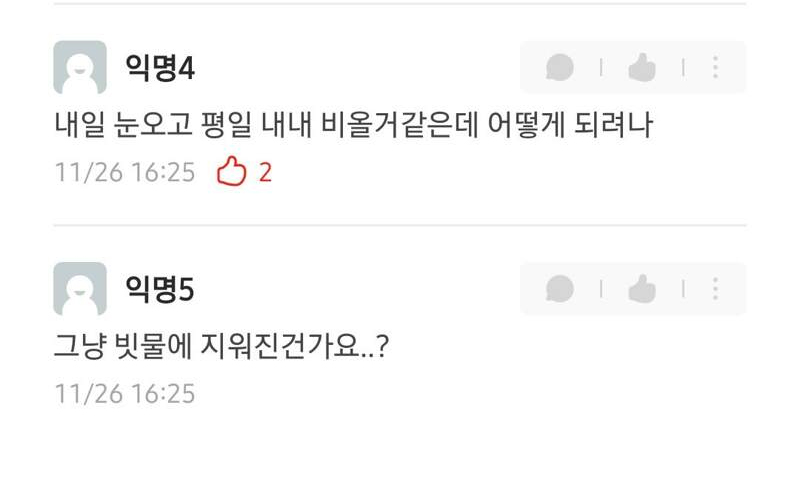 익명4
내일 눈오고 평일 내내 비올거같은데 어떻게 되려나
11/26 16:25 2
익명5
그냥 빗물에 지워진건가요..?
11/26 16:25